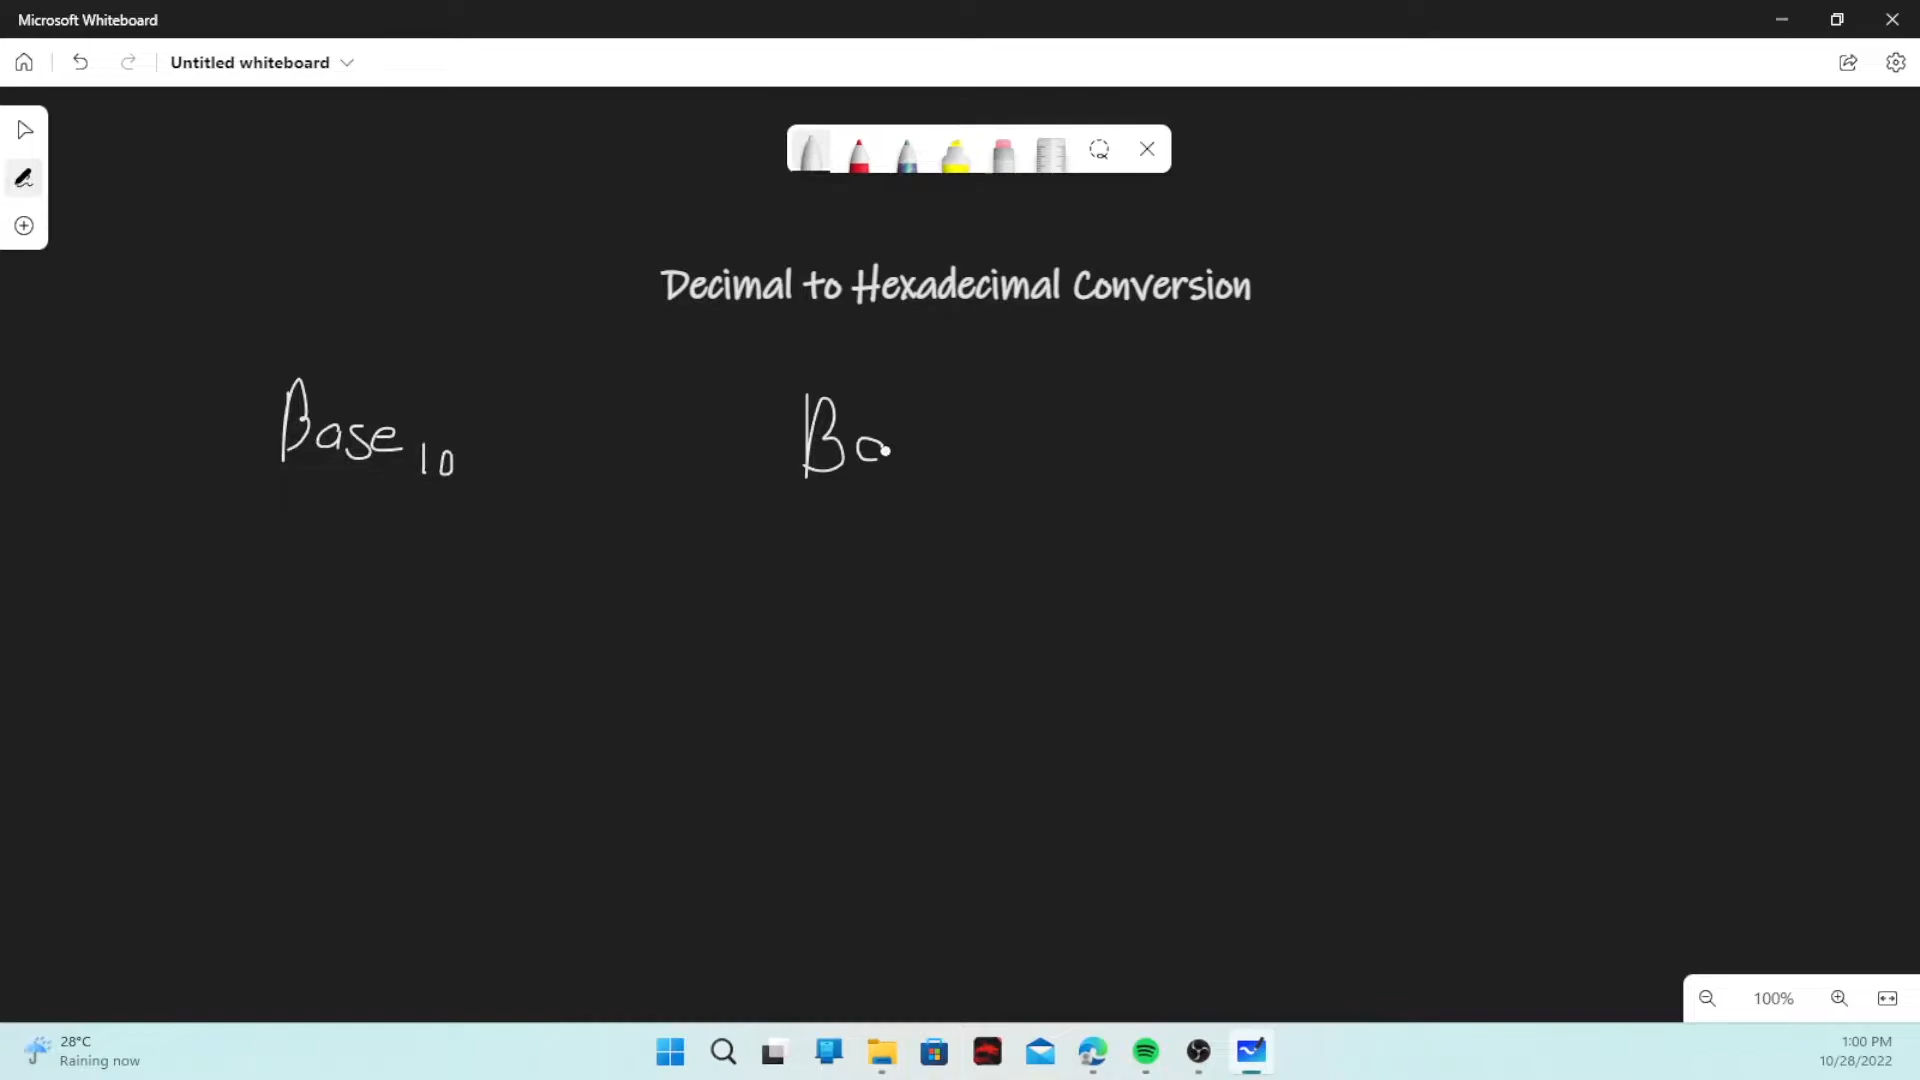 Microsoft Whiteboard
Untitled whiteboard
Decimal to Hexadecimal Conversion
Base 10
Ba
100%
28°C
Raining now
1:00 PM
10/28/2022